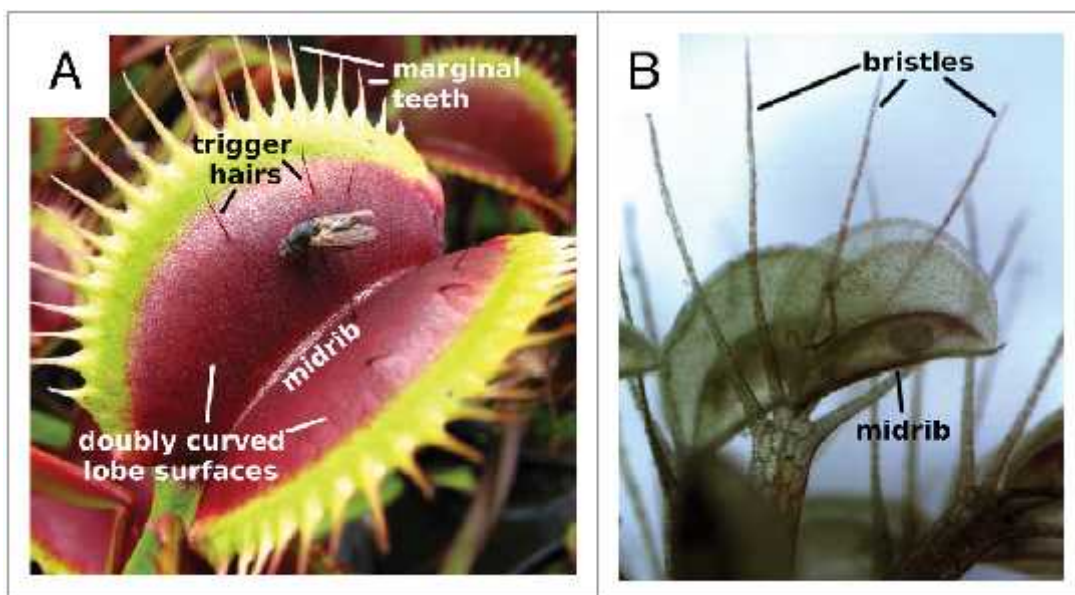 A
marginal
teeth
trigger
hairs
midrib
doubly curved
lobe surfaces
B
bristles
midrib